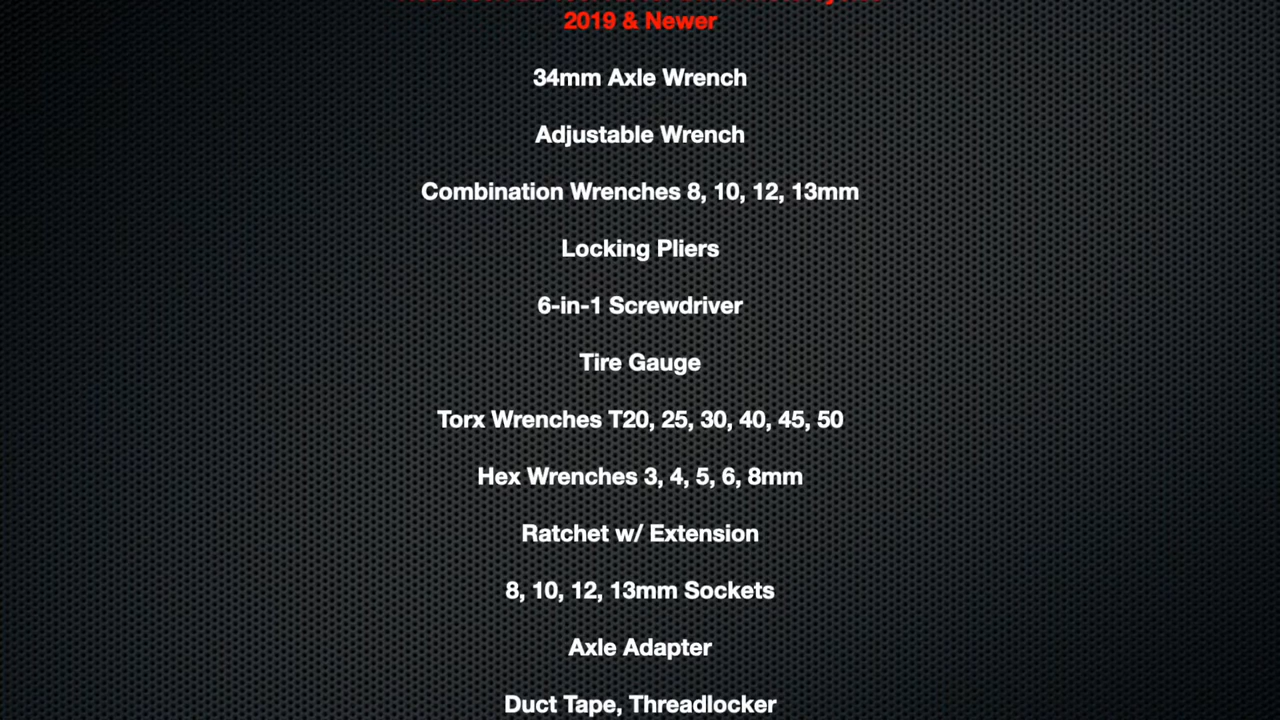 2019 & Newer
34mm Axle Wrench
Adjustable Wrench
Combination Wrenches 8, 10, 12, 13mm
Locking Pliers
6-in-1 Screwdriver
Tire Gauge
Torx Wrenches T20, 25, 30, 40, 45, 50
Hex Wrenches 3, 4, 5, 6, 8mm
Ratchet w/ Extension
8, 10, 12, 13mm Sockets
Axle Adapter
Duct Tape, Threadlocker